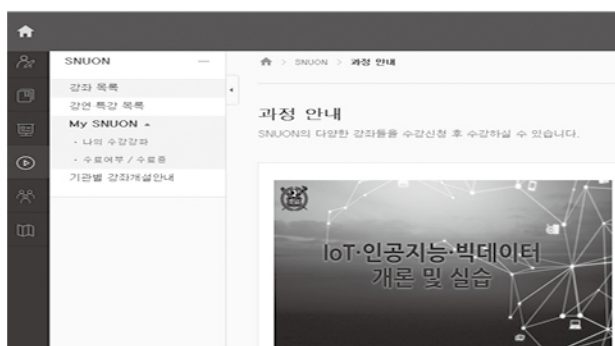 SNUON
강좌 목록
강연·특강 목록
My SNUON
- 나의 수강강좌
- 수료여부 / 수료증
기관별 강좌개설안내
> SNUON > 과정 안내
과정 안내
SNUON의 다양한 강좌들을 수강신청 후 수강하실 수 있습니다.
IoT·인공지능·빅데이터
개론 및 실습